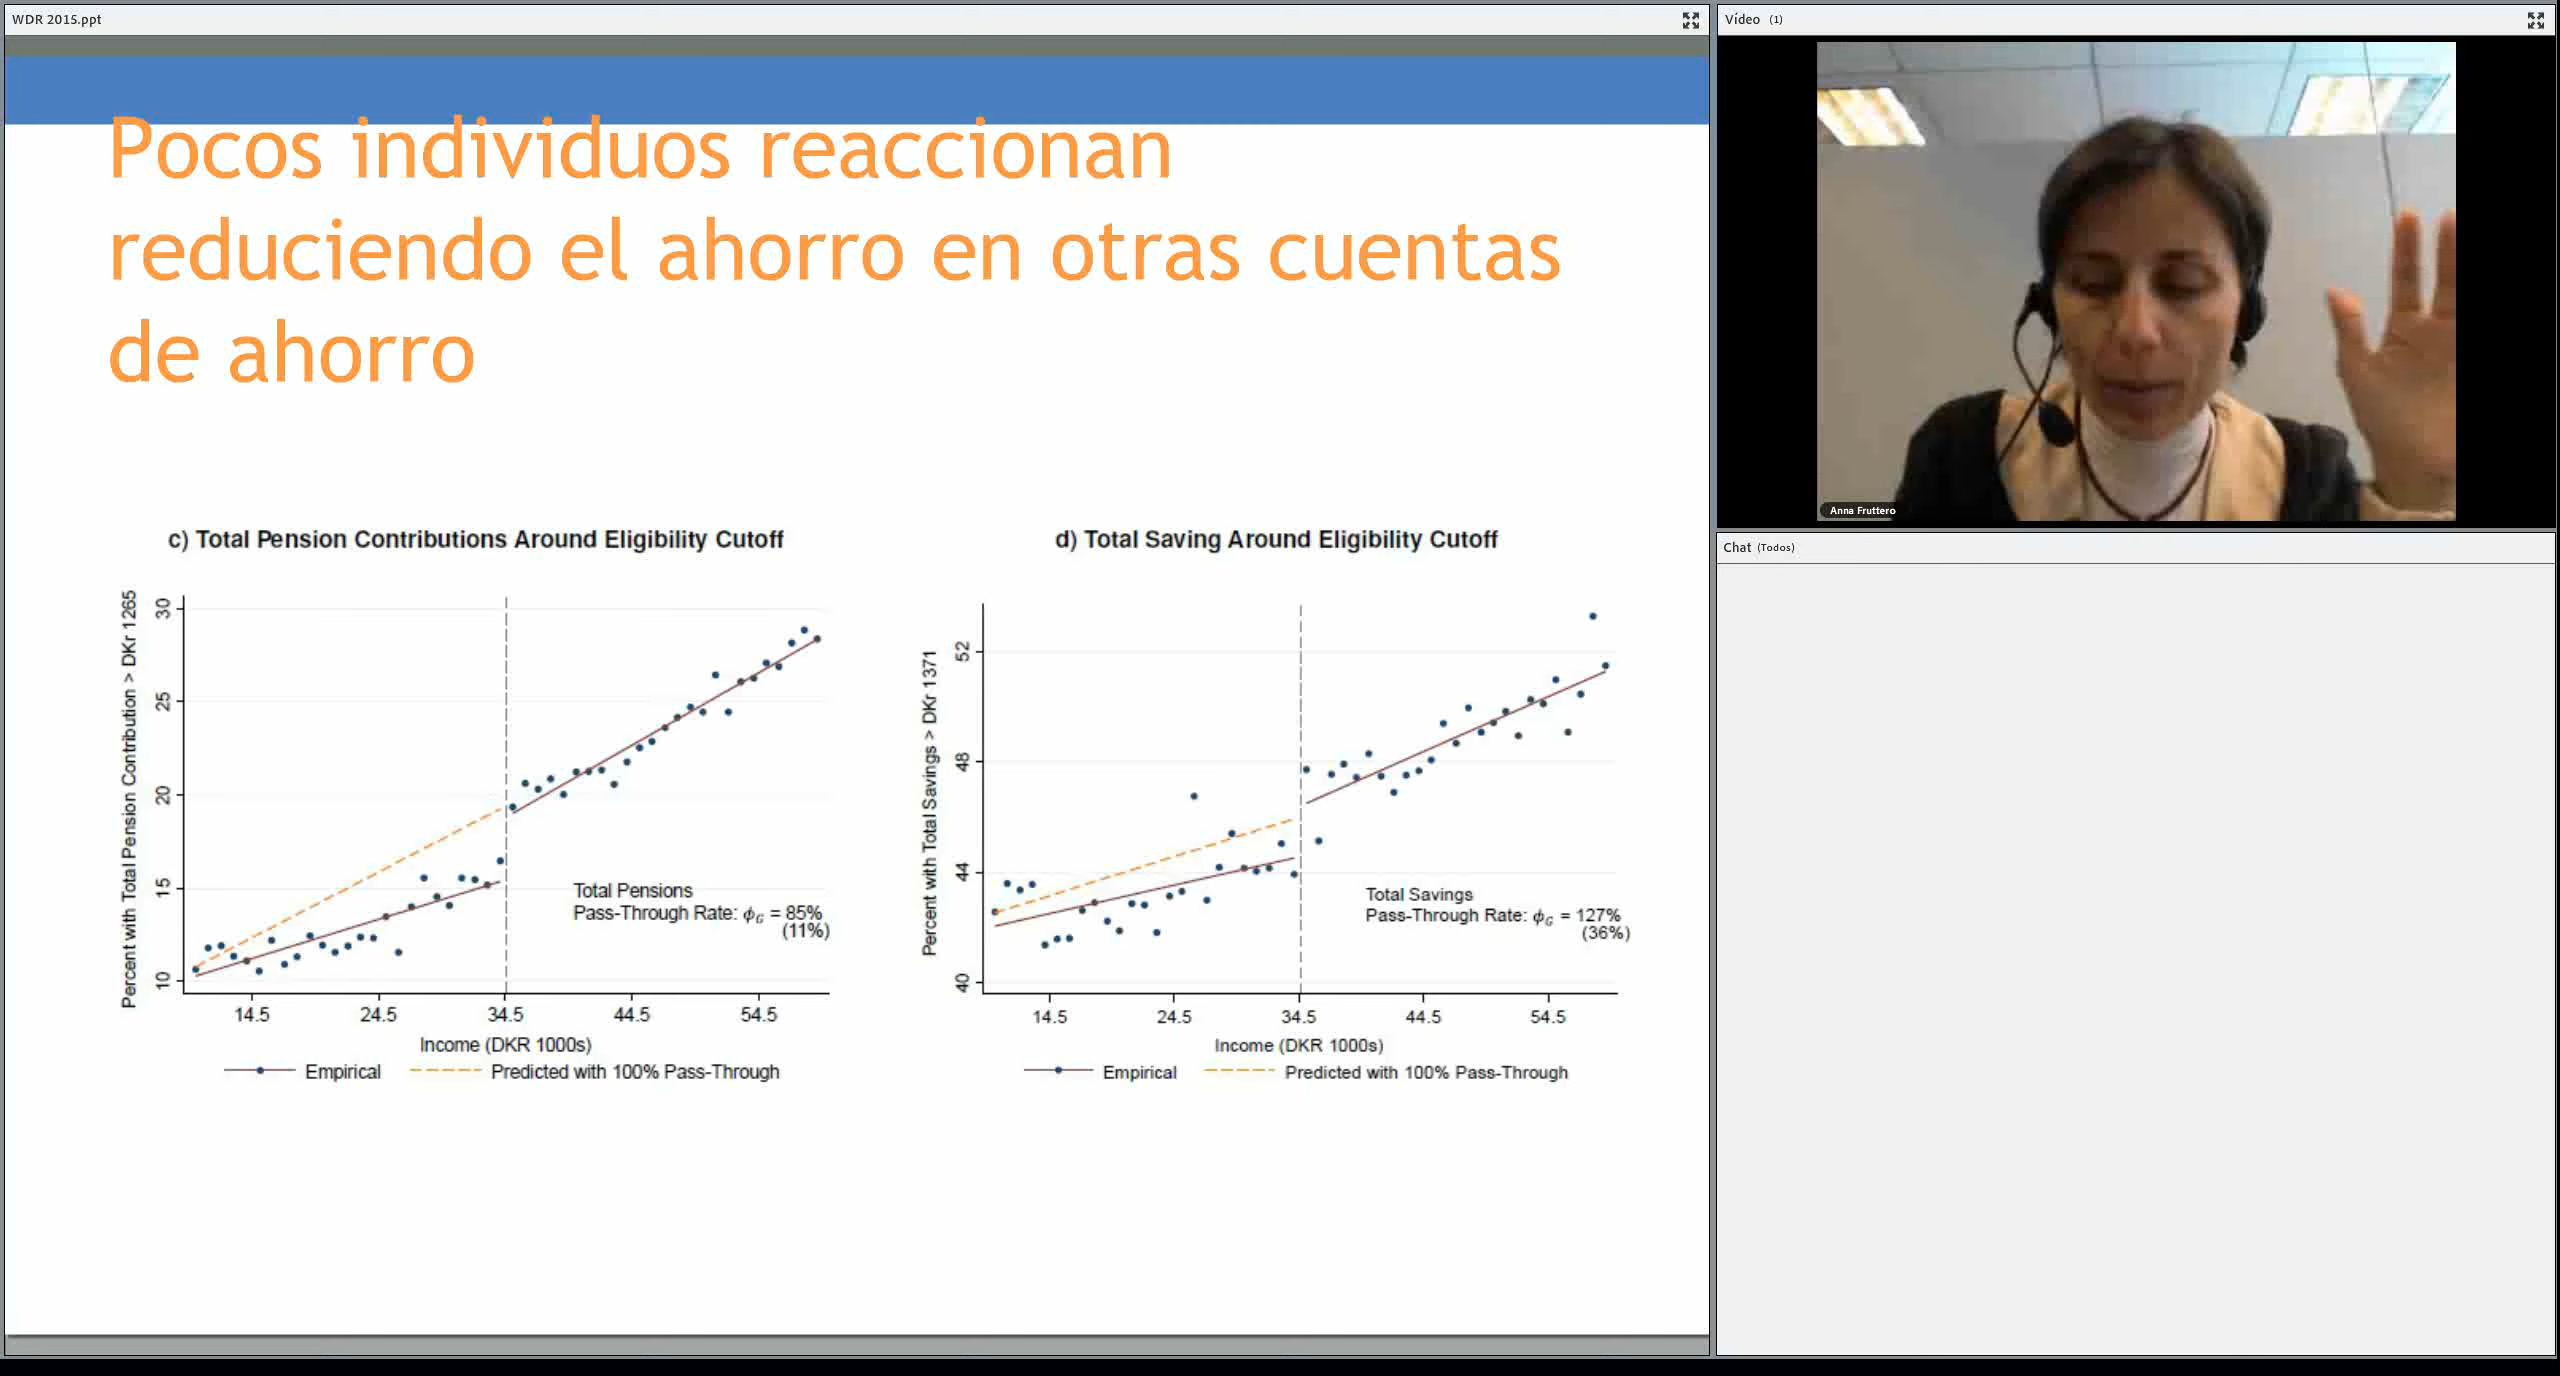 WDR 2015.ppt
Pocos individuos reaccionan
reduciendo el ahorro en otras cuentas
de ahorro
c) Total Pension Contributions Around Eligibility Cutoff
Percent with Total Pension Contribution > DKr 1265
30
25
20
15
10
Total Pensions
Pass-Through Rate: ϕG = 85%
(11%)
14.5 24.5 34.5 44.5 54.5
Income (DKR 1000s)
Empirical Predicted with 100% Pass-Through
d) Total Saving Around Eligibility Cutoff
Percent with Total Savings > DKr 1371
52
48
44
40
Total Savings
Pass-Through Rate: ϕG = 127%
(36%)
14.5 24.5 34.5 44.5 54.5
Income (DKR 1000s)
Empirical Predicted with 100% Pass-Through
Vídeo (1)
Anna Fruttero
Chat (Todos)